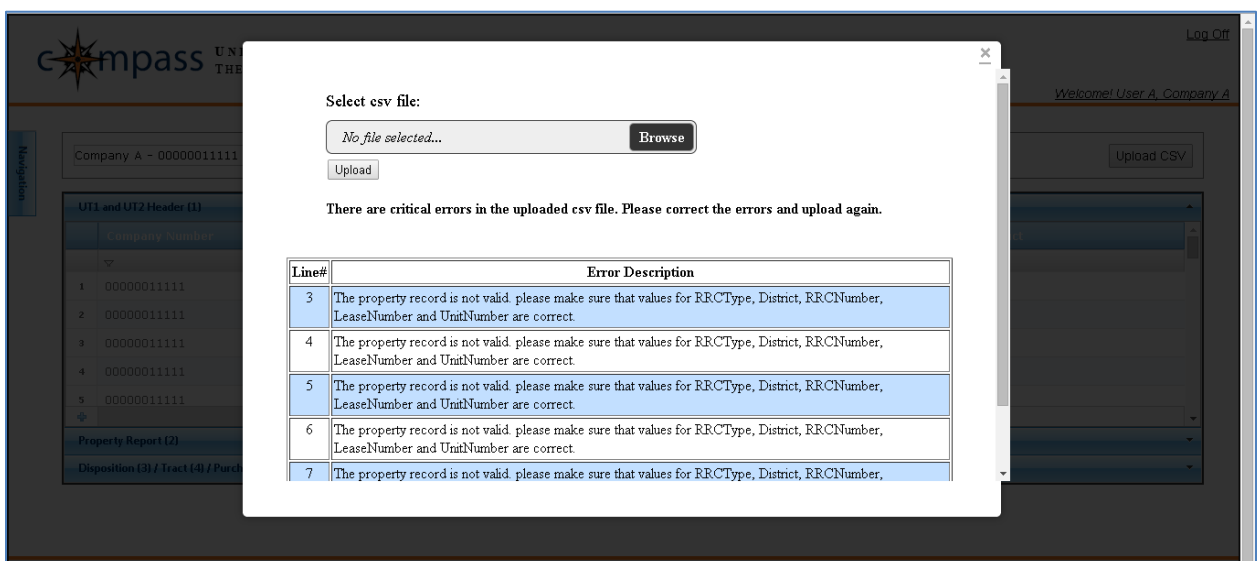 Log Off
compass
UNI
THE
Welcome! User A, Company A
Navigation
Company A - 00000011111
Upload CSV
×
Select csv file:
No file selected...
Browse
Upload
There are critical errors in the uploaded csv file. Please correct the errors and upload again.
UT1 and UT2 Header (1)
Company Number
1 00000011111
2 00000011111
3 00000011111
4 00000011111
5 00000011111
Property Report (2)
Disposition (3) / Tract (4) / Purch
Line# Error Description
3 The property record is not valid. please make sure that values for RRCType, District, RRCNumber,
LeaseNumber and UnitNumber are correct.
4 The property record is not valid. please make sure that values for RRCType, District, RRCNumber,
LeaseNumber and UnitNumber are correct.
5 The property record is not valid. please make sure that values for RRCType, District, RRCNumber,
LeaseNumber and UnitNumber are correct.
6 The property record is not valid. please make sure that values for RRCType, District, RRCNumber,
LeaseNumber and UnitNumber are correct.
7 The property record is not valid. please make sure that values for RRCType, District, RRCNumber,